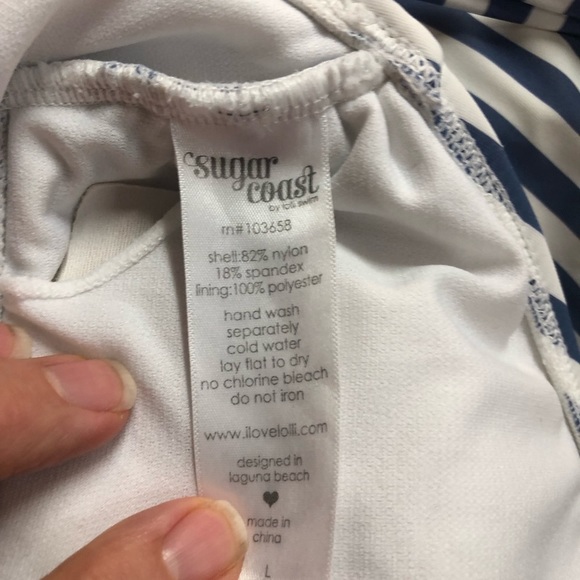 sugar
coast
by lolli swim
rn#103658
shell:82% nylon
18% spandex
lining:100% polyester
hand wash
separately
cold water
lay flat to dry
no chlorine bleach
do not iron
www.ilovelolli.com
designed in
laguna beach
made in
china
L